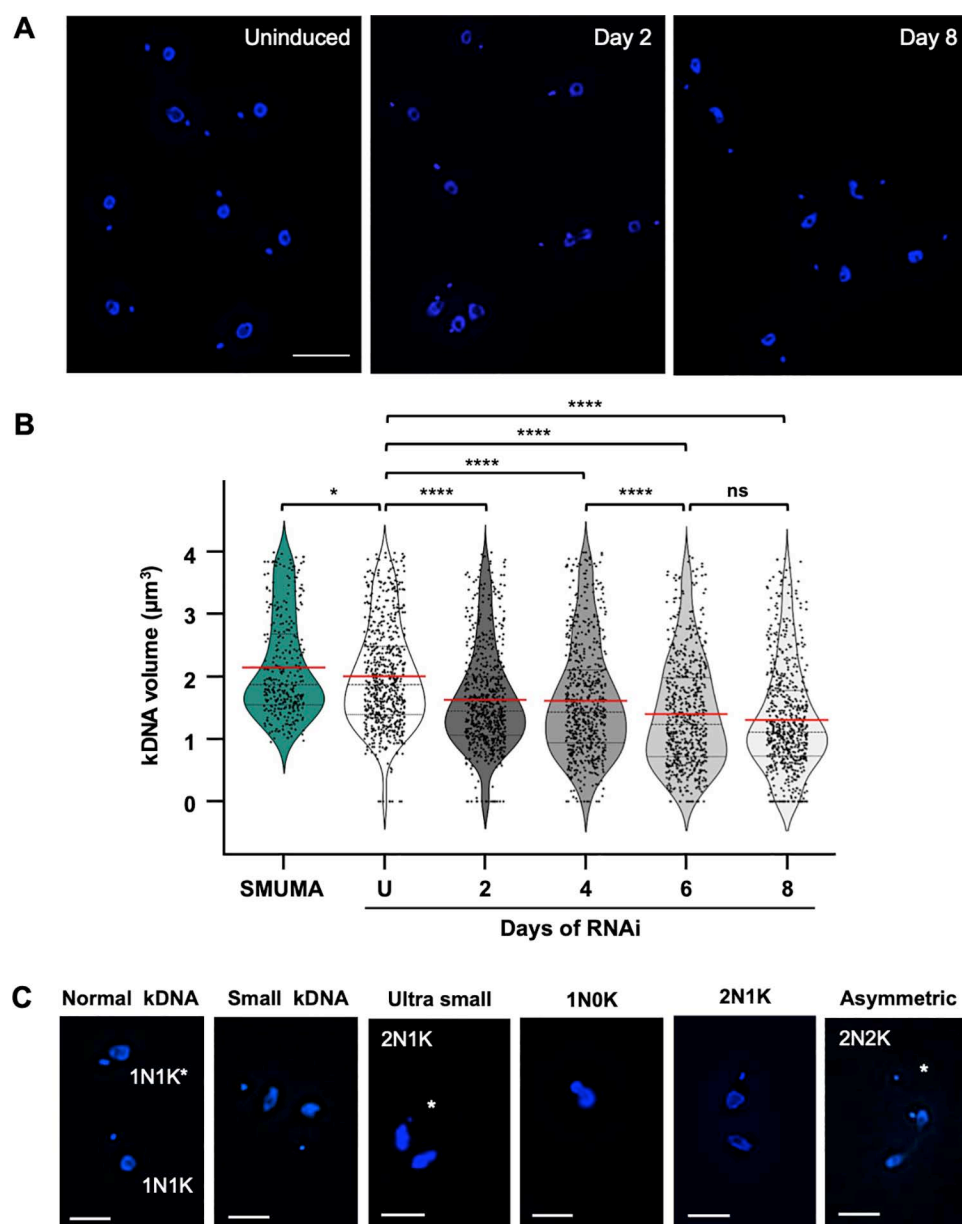 A
Uninduced
Day 2
Day 8
B
****
****
****
*
****
****
ns
kDNA volume (µm³)
4
3
2
1
0
SMUMA
U
2
4
6
8
Days of RNAi
C
Normal kDNA
Small kDNA
Ultra small
1N0K
2N1K
Asymmetric
1N1K*
1N1K
2N1K
*
2N2K
*